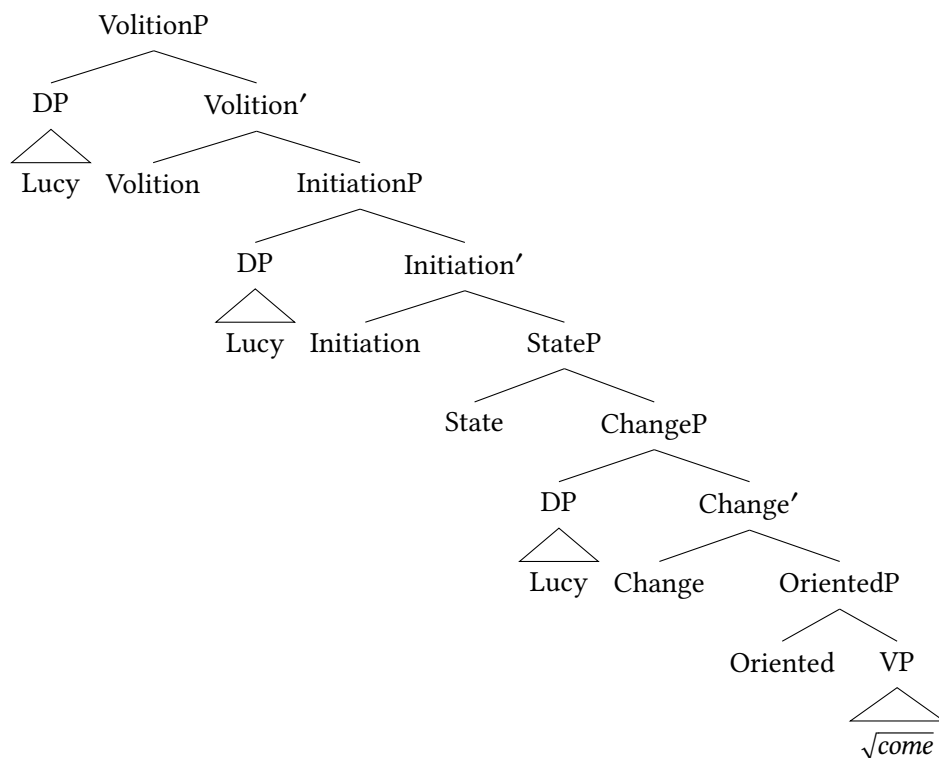 VolitionP
DP Volition′
Lucy Volition InitiationP
DP Initiation′
Lucy Initiation StateP
State ChangeP
DP Change′
Lucy Change OrientedP
Oriented VP
√come